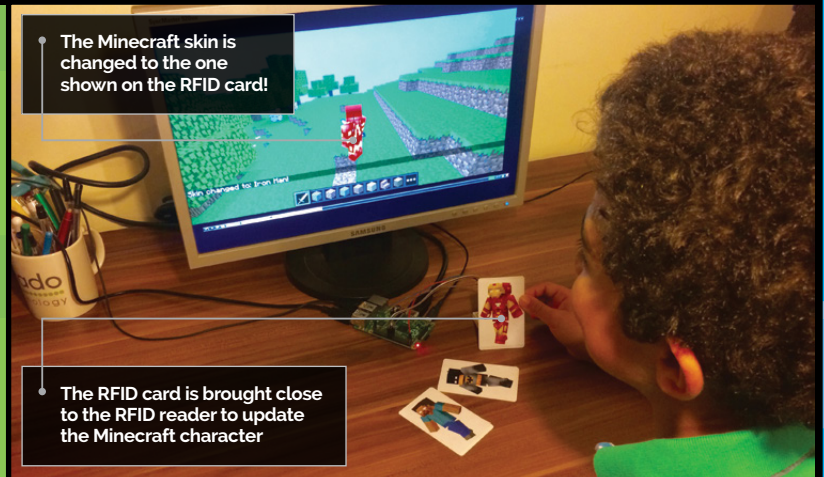 The Minecraft skin is
changed to the one
shown on the RFID card!
Skin changed to: Iron Man!
SAMSUNG
ado
ology
The RFID card is brought close
to the RFID reader to update
the Minecraft character